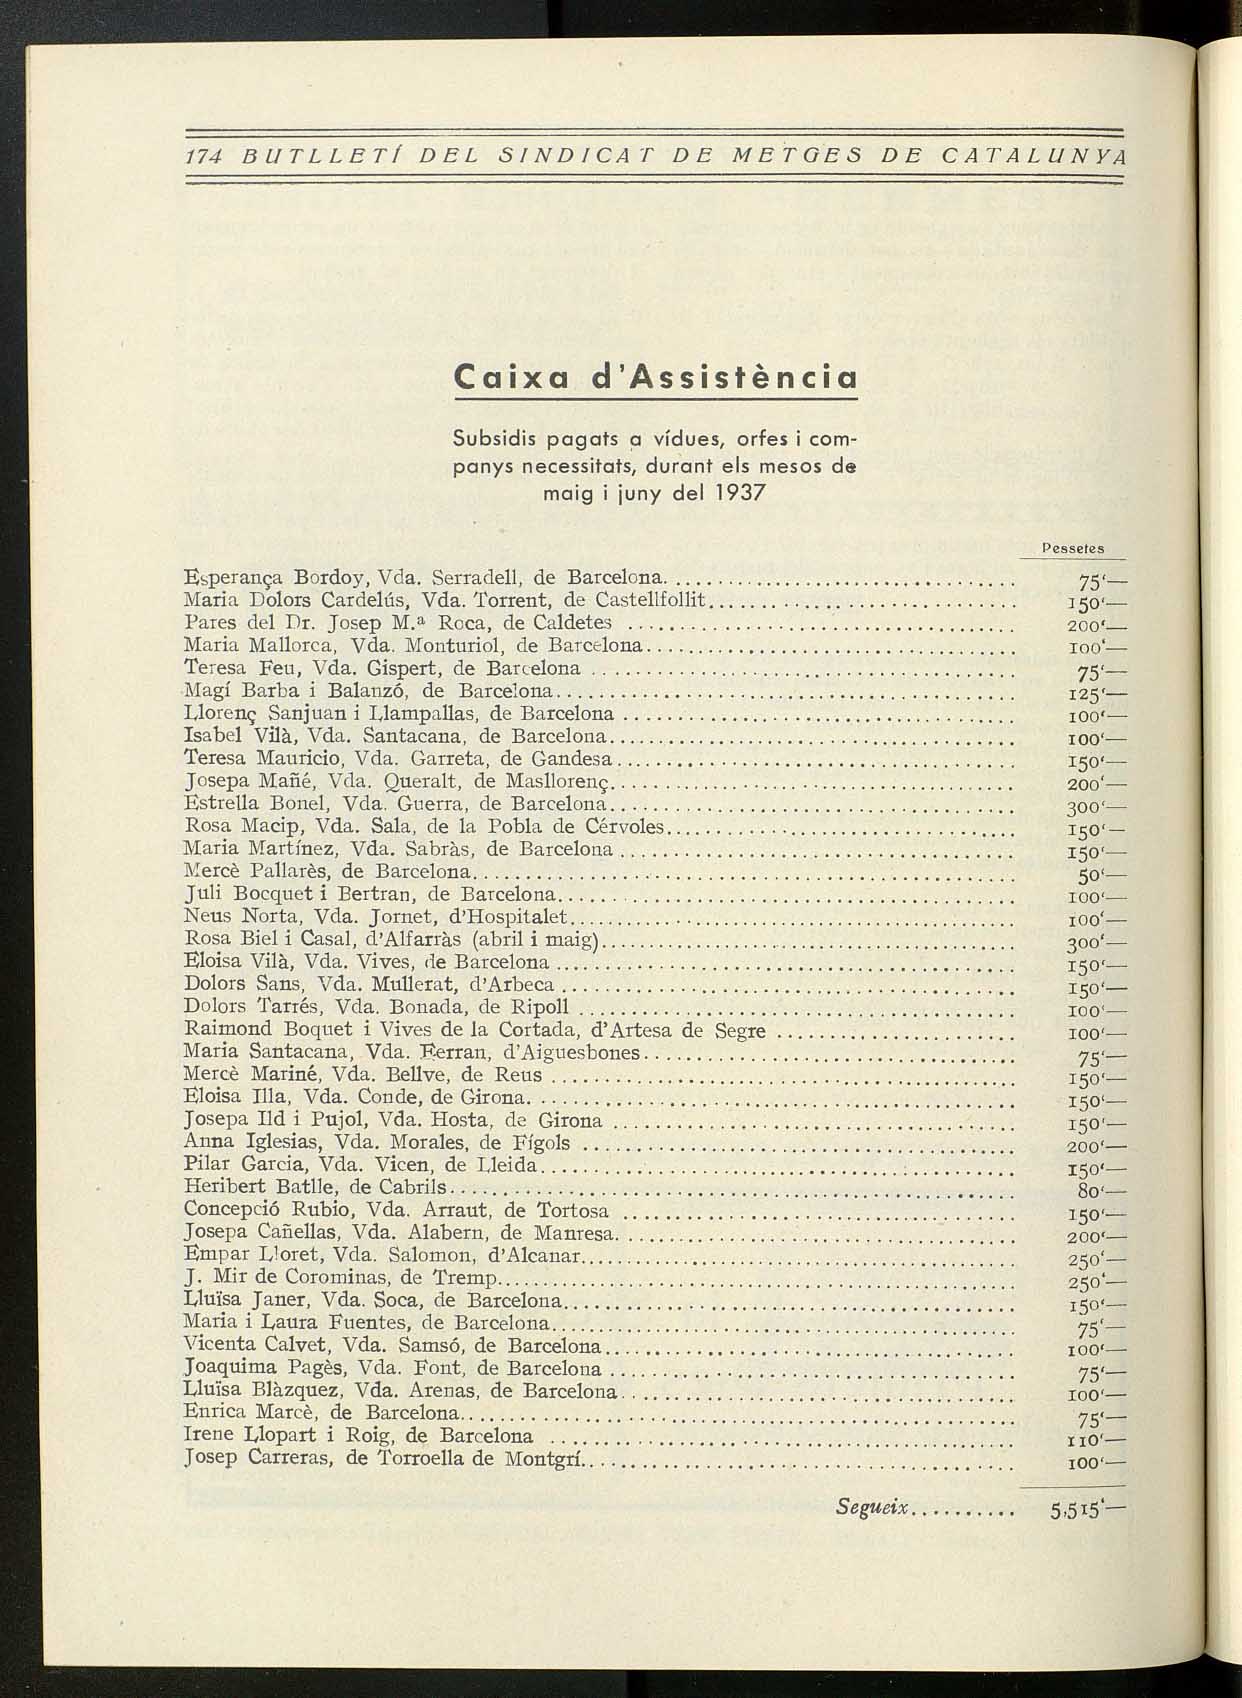 174 BUTLLETÍ DEL SINDICAT DE METGES DE CATALUNYA
Caixa d'Assistència
Subsidis pagats a vídues, orfes i com-
panys necessitats, durant els mesos de
maig i juny del 1937
Pessetes
Esperança Bordoy, Vda. Serradell, de Barcelona. .......... 75'—
Maria Dolors Cardelús, Vda. Torrent, de Castellfollit.......... 150'—
Pares del Dr. Josep M.ª Roca, de Caldetes .......... 200'—
Maria Mallorca, Vda. Monturiol, de Barcelona.......... 100'—
Teresa Feu, Vda. Gispert, de Barcelona .......... 75'—
Magí Barba i Balanzó, de Barcelona.......... 125'—
Llorenç Sanjuan i Llampallas, de Barcelona .......... 100'—
Isabel Vilà, Vda. Santacana, de Barcelona.......... 100'—
Teresa Mauricio, Vda. Garreta, de Gandesa.......... 150'—
Josepa Mañé, Vda. Queralt, de Masllorenç.......... 200'—
Estrella Bonel, Vda. Guerra, de Barcelona.......... 300'—
Rosa Macip, Vda. Sala, de la Pobla de Cérvoles.......... 150'—
Maria Martínez, Vda. Sabràs, de Barcelona.......... 150'—
Mercè Pallarès, de Barcelona.......... 50'—
Juli Bocquet i Bertran, de Barcelona.......... 100'—
Neus Norta, Vda. Jornet, d'Hospitalet.......... 100'—
Rosa Biel i Casal, d'Alfarràs (abril i maig).......... 300'—
Eloisa Vilà, Vda. Vives, de Barcelona .......... 150'—
Dolors Sans, Vda. Mullerat, d'Arbeca .......... 150'—
Dolors Tarrés, Vda. Bonada, de Ripoll .......... 100'—
Raimond Boquet i Vives de la Cortada, d'Artesa de Segre .......... 100'—
Maria Santacana, Vda. Ferran, d'Aiguesbones.......... 75'—
Mercè Mariné, Vda. Bellve, de Reus .......... 150'—
Eloisa Illa, Vda. Conde, de Girona. .......... 150'—
Josepa Ild i Pujol, Vda. Hosta, de Girona .......... 150'—
Anna Iglesias, Vda. Morales, de Fígols .......... 200'—
Pilar Garcia, Vda. Vicen, de Lleida.......... 150'—
Heribert Batlle, de Cabrils.......... 80'—
Concepció Rubio, Vda. Arraut, de Tortosa .......... 150'—
Josepa Cañellas, Vda. Alabern, de Manresa. .......... 200'—
Empar Lloret, Vda. Salomon, d'Alcanar.......... 250'—
J. Mir de Corominas, de Tremp.......... 250'—
Lluïsa Janer, Vda. Soca, de Barcelona.......... 150'—
Maria i Laura Fuentes, de Barcelona.......... 75'—
Vicenta Calvet, Vda. Samsó, de Barcelona.......... 100'—
Joaquima Pagès, Vda. Font, de Barcelona .......... 75'—
Lluïsa Blàzquez, Vda. Arenas, de Barcelona.......... 100'—
Enrica Marcè, de Barcelona.......... 75'—
Irene Llopart i Roig, de Barcelona .......... 110'—
Josep Carreras, de Torroella de Montgrí.......... 100'—
Segueix.......... 5,515'—